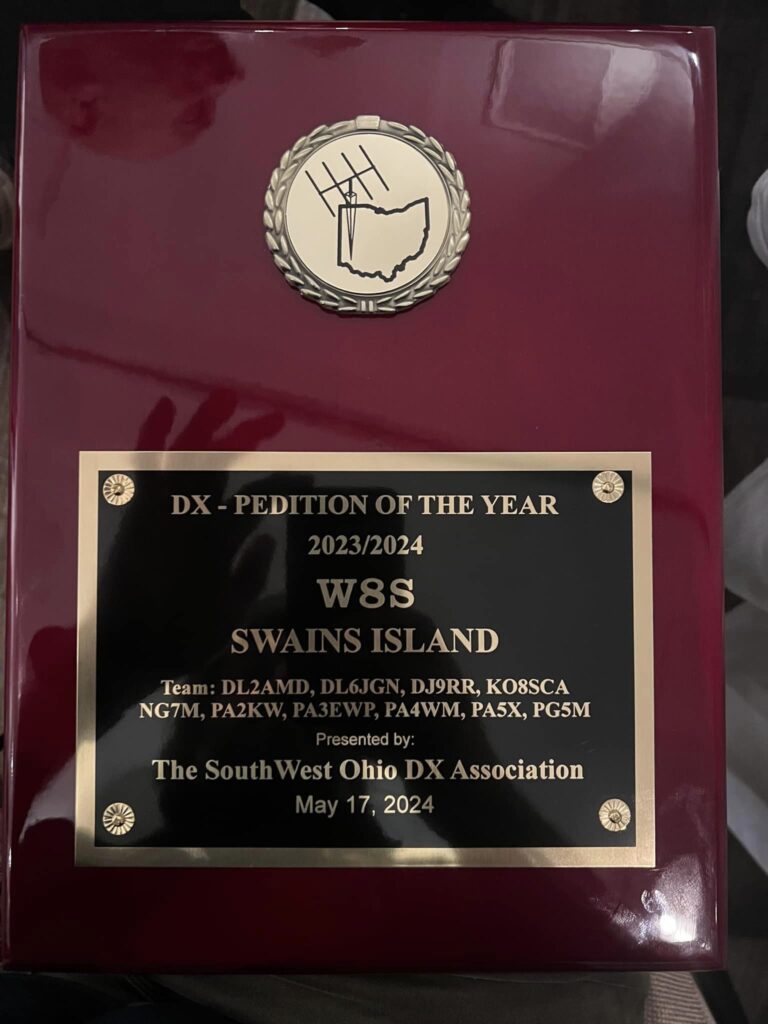 DX - PEDITION OF THE YEAR
2023/2024
W8S
SWAINS ISLAND
Team: DL2AMD, DL6JGN, DJ9RR, KO8SCA
NG7M, PA2KW, PA3EWP, PA4WM, PA5X, PG5M
Presented by:
The SouthWest Ohio DX Association
May 17, 2024